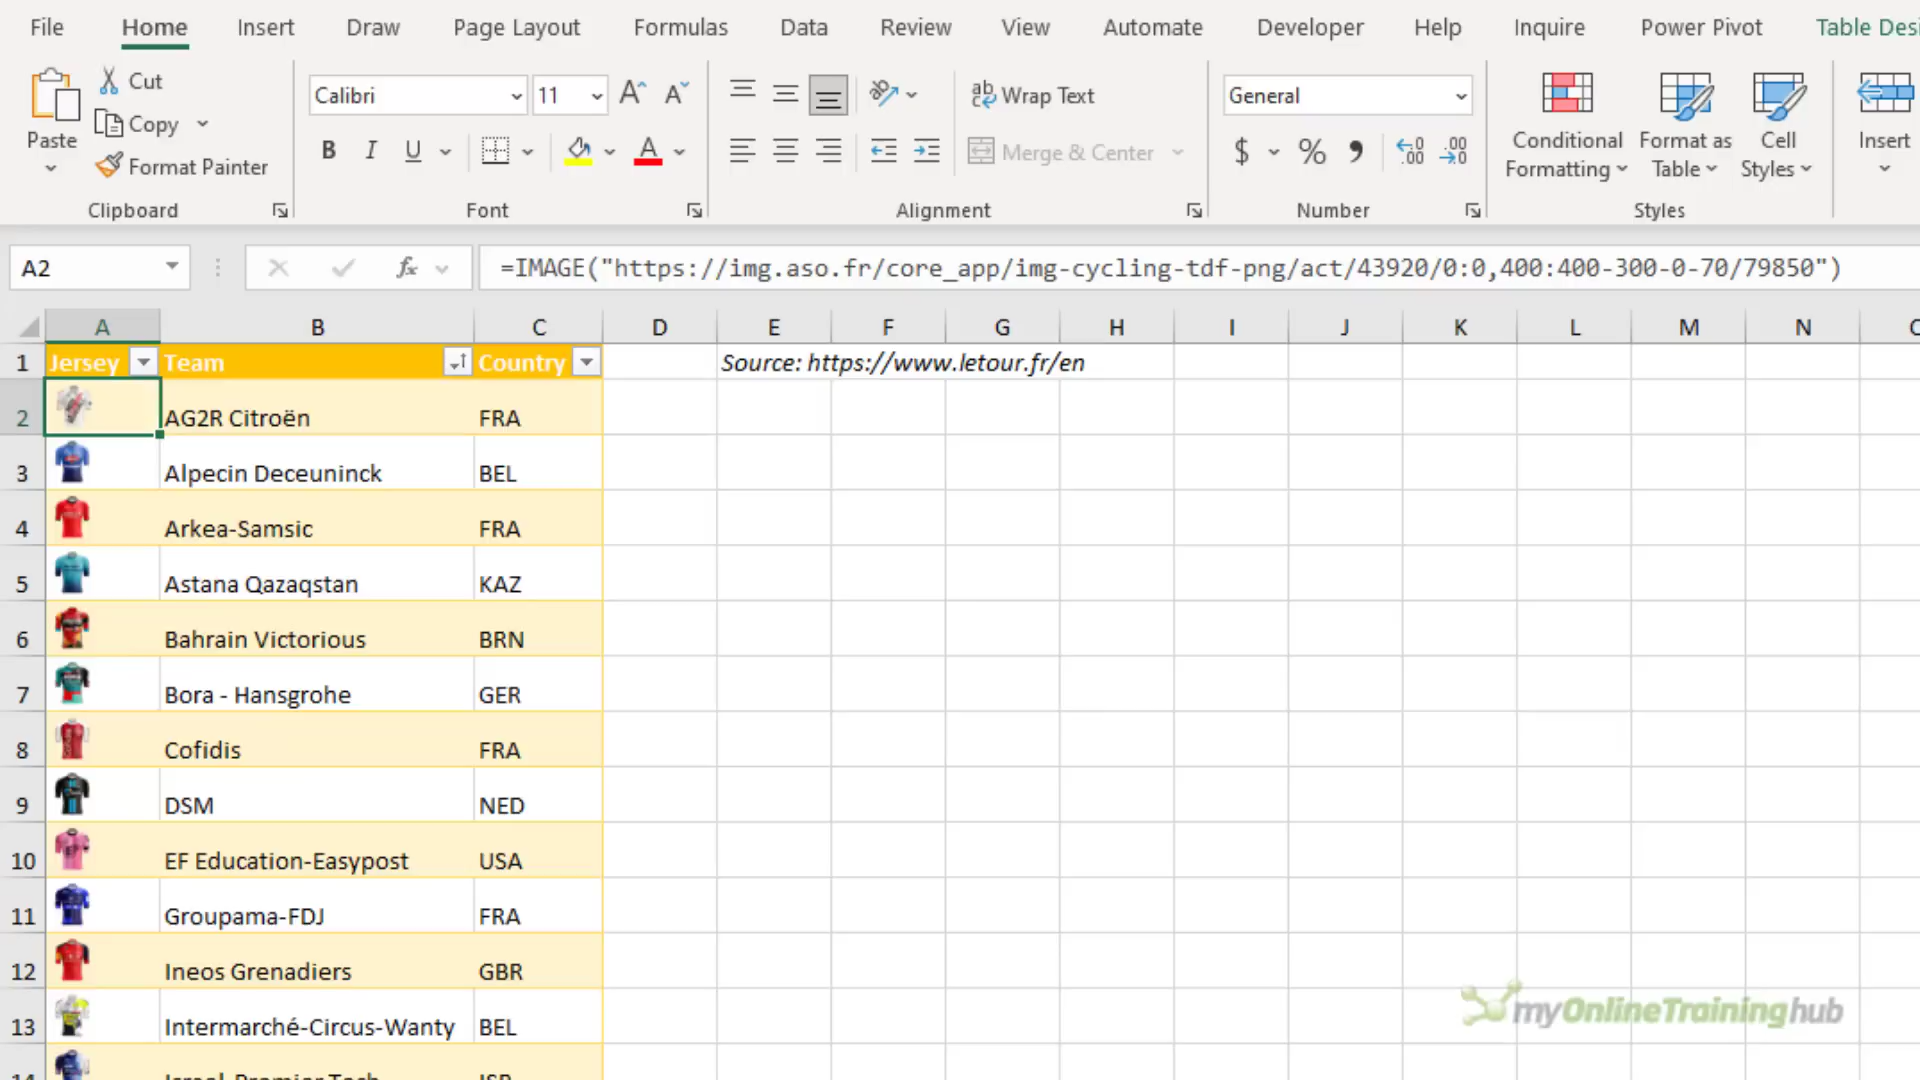 File Home Insert Draw Page Layout Formulas Data Review View Automate Developer Help Inquire Power Pivot Table Desi
Paste Cut
Copy
Format Painter
Clipboard
Calibri 11 A A
B I U A
Font
ab Wrap Text
Merge & Center
Alignment
General
$ % 9 .00 .00
Number
Conditional Formatting
Format as Table
Cell Styles
Styles
Insert
A2 fx =IMAGE("https://img.aso.fr/core_app/img-cycling-tdf-png/act/43920/0:0,400:400-300-0-70/79850")
A B C D E F G H I J K L M N
1 Jersey Team Country Source: https://www.letour.fr/en
2 AG2R Citroën FRA
3 Alpecin Deceuninck BEL
4 Arkea-Samsic FRA
5 Astana Qazaqstan KAZ
6 Bahrain Victorious BRN
7 Bora - Hansgrohe GER
8 Cofidis FRA
9 DSM NED
10 EF Education-Easypost USA
11 Groupama-FDJ FRA
12 Ineos Grenadiers GBR
13 Intermarché-Circus-Wanty BEL
14 Israel-Premier Tech ISR
myOnlineTraininghub